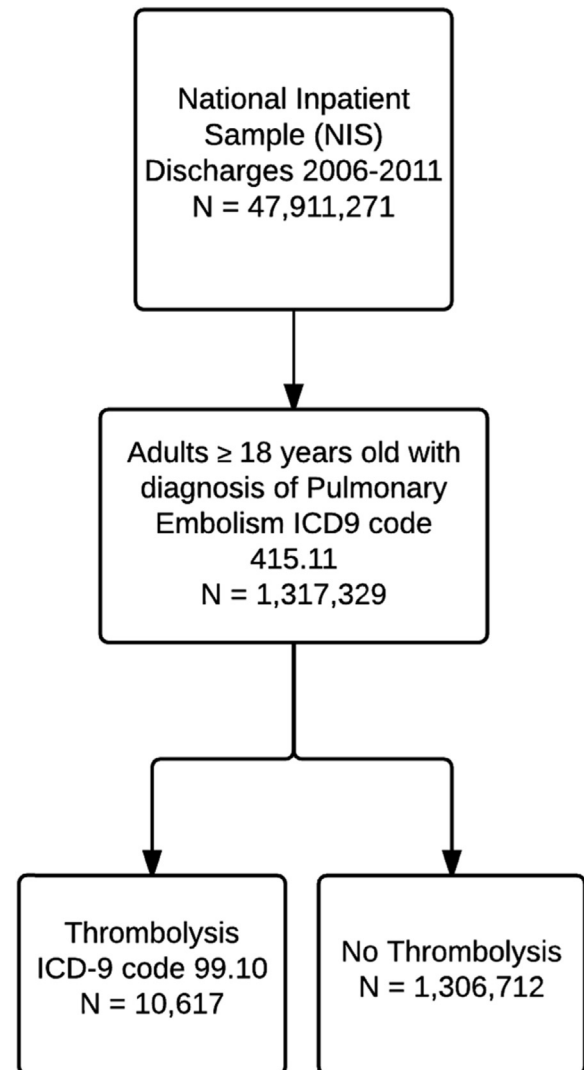 National Inpatient
Sample (NIS)
Discharges 2006-2011
N = 47,911,271
Adults ≥ 18 years old with
diagnosis of Pulmonary
Embolism ICD9 code
415.11
N = 1,317,329
Thrombolysis
ICD-9 code 99.10
N = 10,617
No Thrombolysis
N = 1,306,712